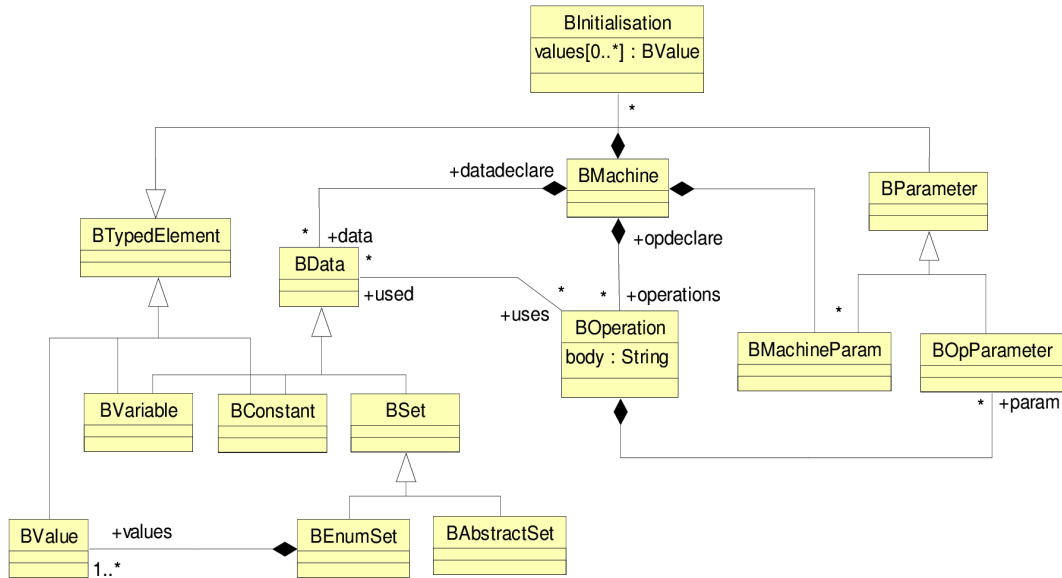 BInitialisation
values[0..*] : BValue
*
+datadeclare
BMachine
BParameter
BTypedElement
* +data
+opdeclare
BData
*
+used
*
+uses
* +operations
BOperation
body : String
*
BMachineParam
BOpParameter
* +param
BVariable
BConstant
BSet
BValue
+values
1..*
BEnumSet
BAbstractSet